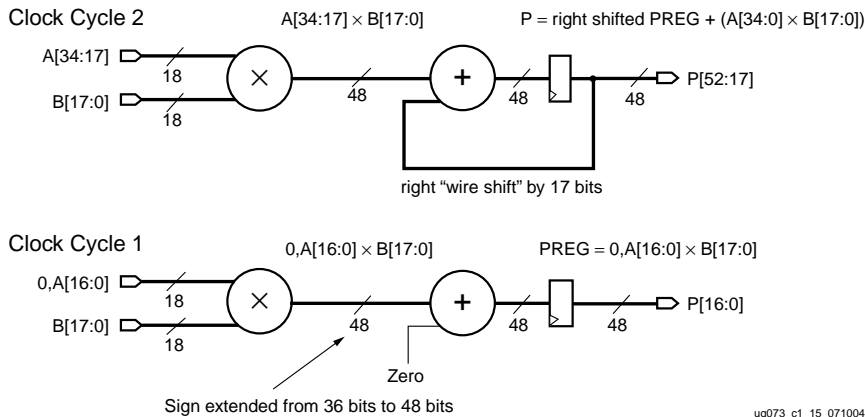 Clock Cycle 2
A[34:17] × B[17:0]
P = right shifted PREG + (A[34:0] × B[17:0])
A[34:17]
18
B[17:0]
18
×
48
+
48
48
P[52:17]
right “wire shift” by 17 bits
Clock Cycle 1
0,A[16:0] × B[17:0]
PREG = 0,A[16:0] × B[17:0]
0,A[16:0]
18
B[17:0]
18
×
48
+
48
48
P[16:0]
Zero
Sign extended from 36 bits to 48 bits
ug073_c1_15_071004